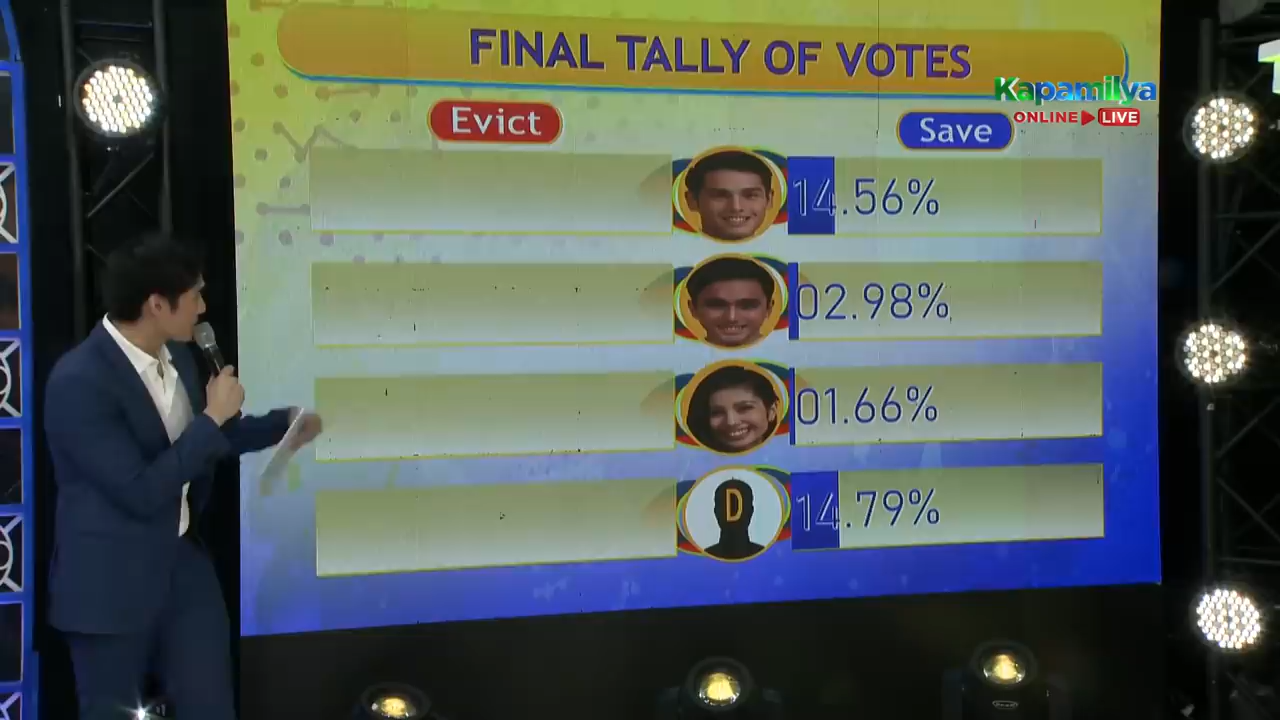 FINAL TALLY OF VOTES
Kapamilya
ONLINE LIVE
Evict
Save
14.56%
02.98%
01.66%
D
14.79%